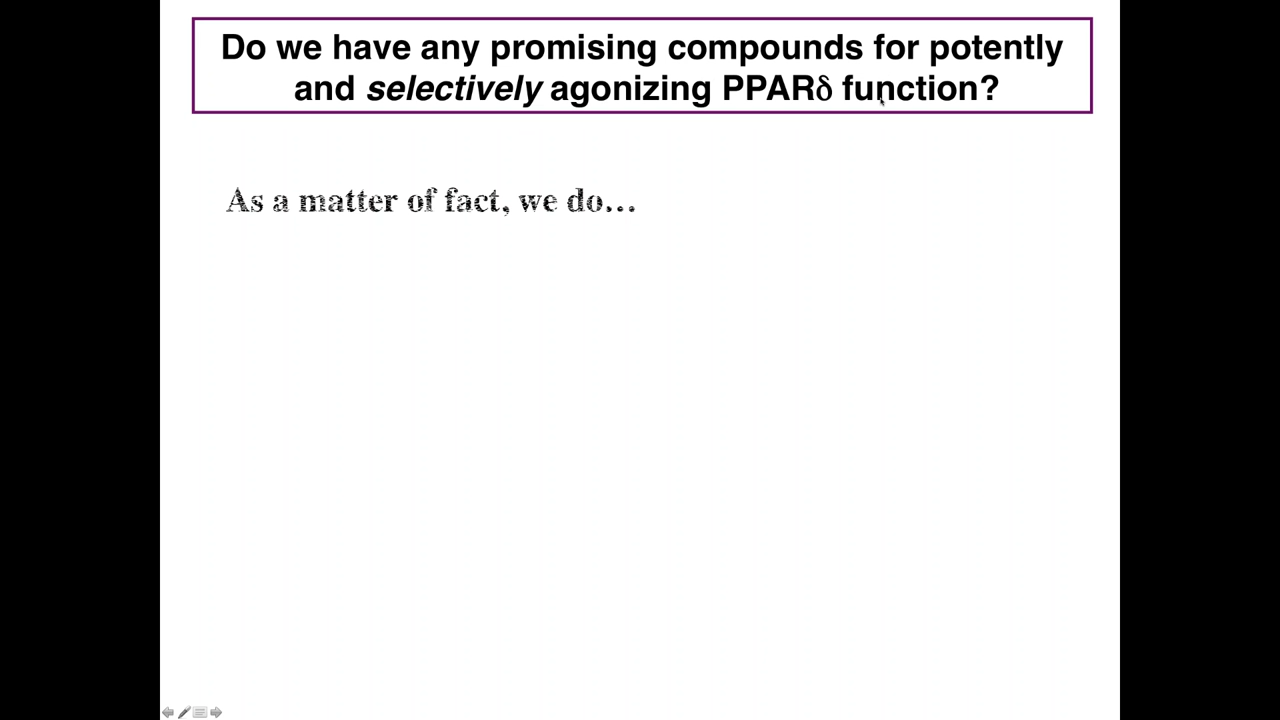 Do we have any promising compounds for potently
and selectively agonizing PPARδ function?
As a matter of fact, we do...